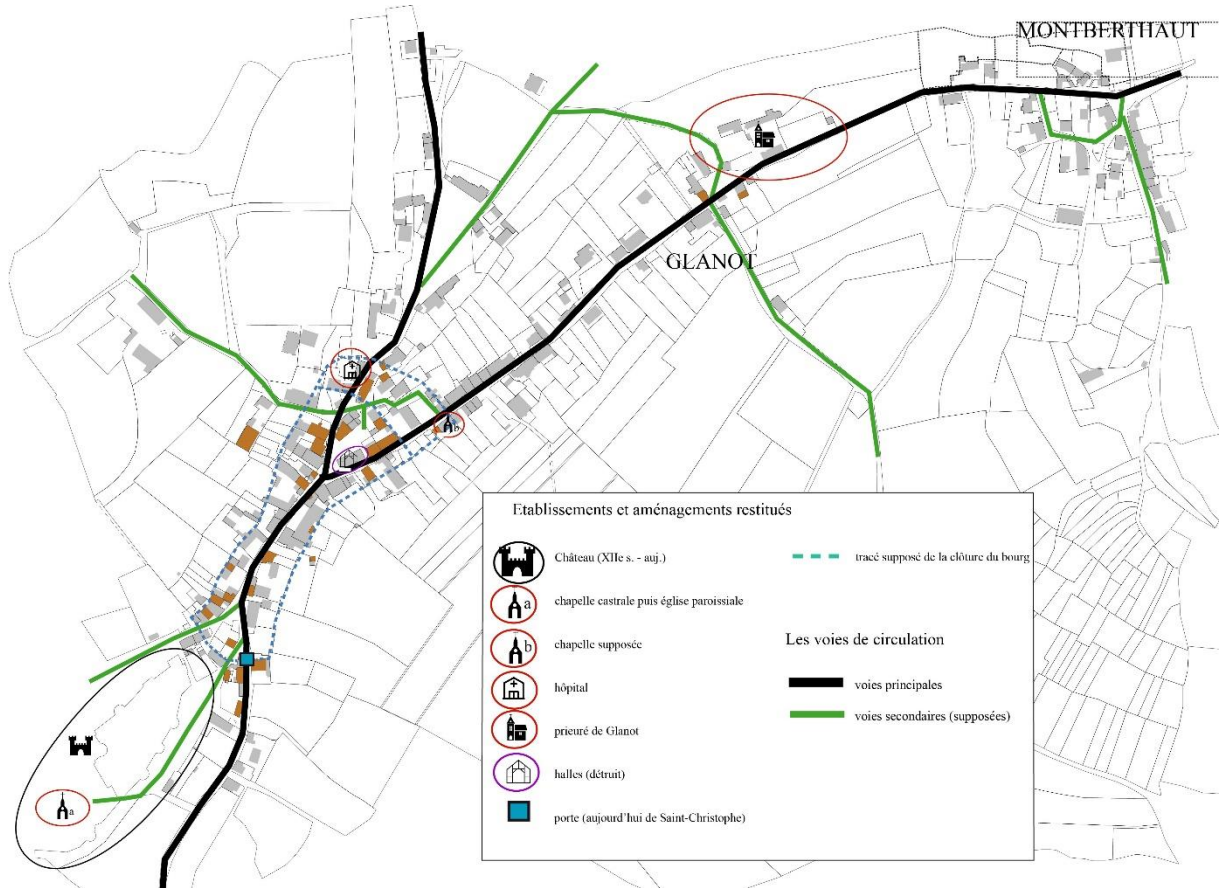 MONTBERTHAUT
GLANOT
b
a
Etablissements et aménagements restitués
Château (XIIe s. - auj.)
a
chapelle castrale puis église paroissiale
b
chapelle supposée
hôpital
prieuré de Glanot
halles (détruit)
porte (aujourd'hui de Saint-Christophe)
tracé supposé de la clôture du bourg
Les voies de circulation
voies principales
voies secondaires (supposées)